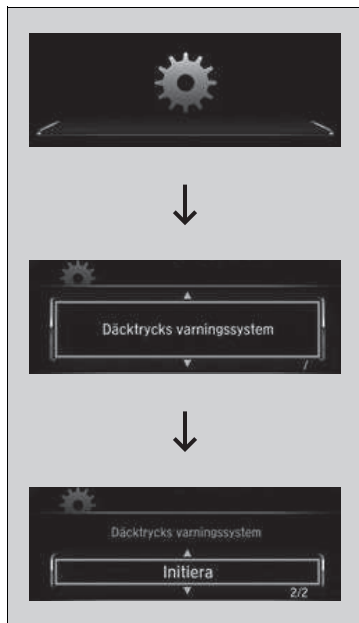 Däcktrycks varningssystem
/
Däcktrycks varningssystem
Initiera
2/2